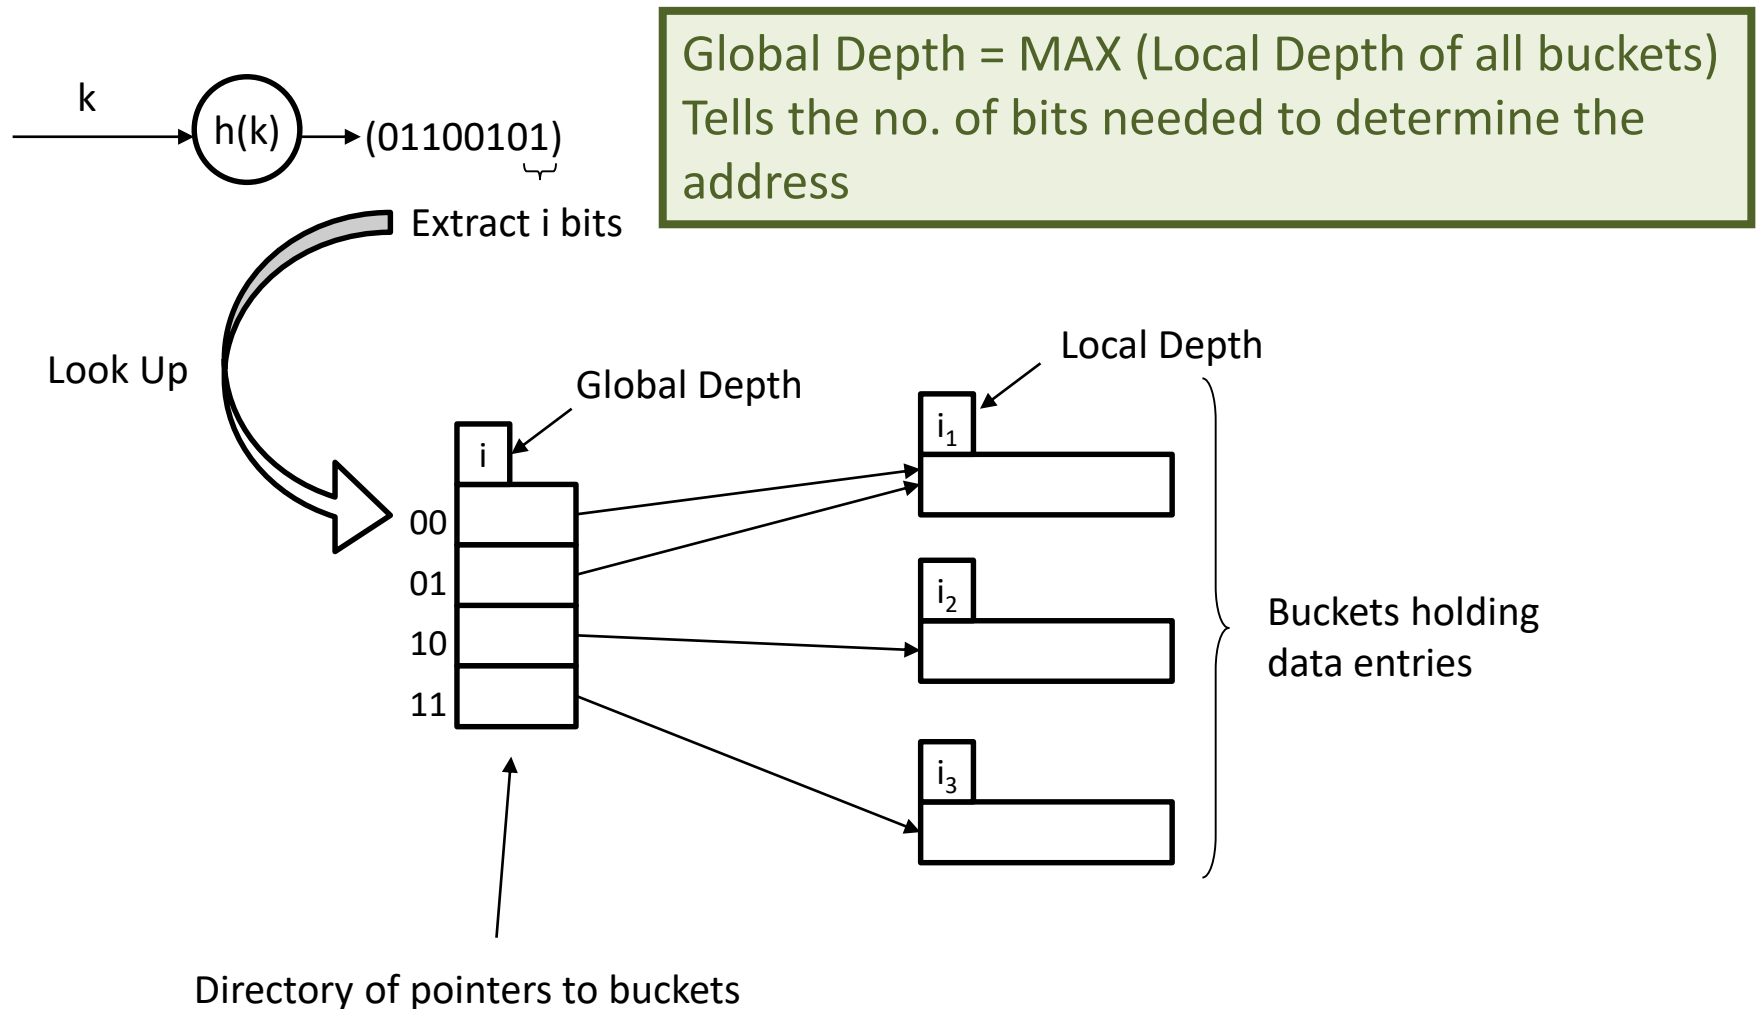 Global Depth = MAX (Local Depth of all buckets)
Tells the no. of bits needed to determine the
address
k
h(k)
(01100101)
Extract i bits
Look Up
Global Depth
Local Depth
i
00
01
10
11
i₁
i₂
i₃
Buckets holding
data entries
Directory of pointers to buckets